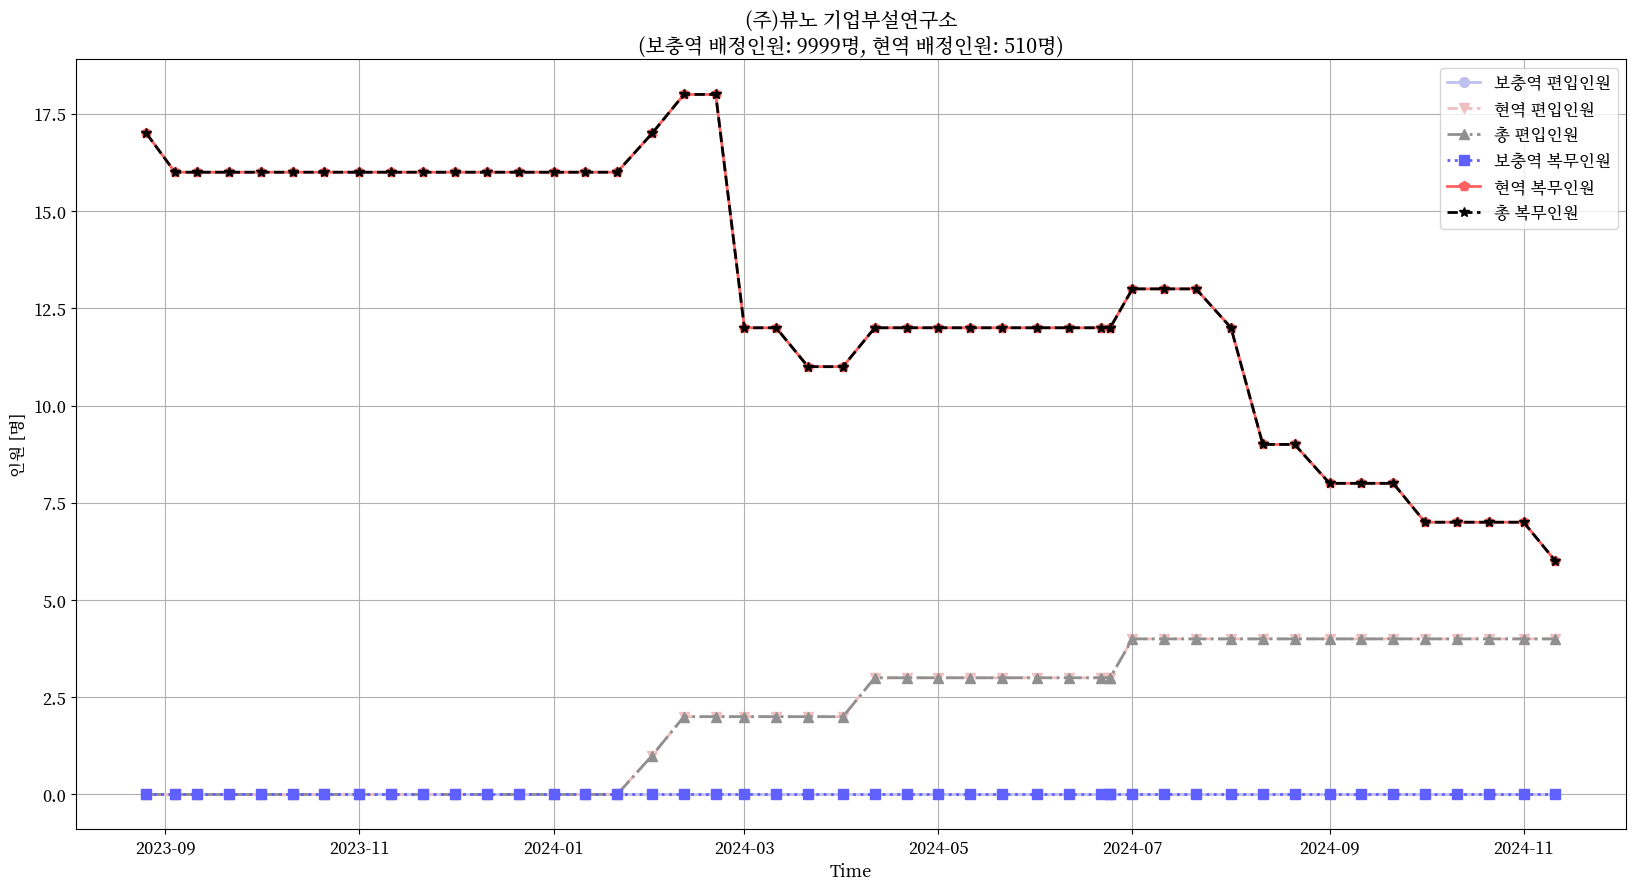 (주)뷰노 기업부설연구소
(보충역 배정인원: 9999명, 현역 배정인원: 510명)
보충역 편입인원
현역 편입인원
총 편입인원
보충역 복무인원
현역 복무인원
총 복무인원
인원 [명]
17.5
15.0
12.5
10.0
7.5
5.0
2.5
0.0
2023-09 2023-11 2024-01 2024-03 2024-05 2024-07 2024-09 2024-11
Time